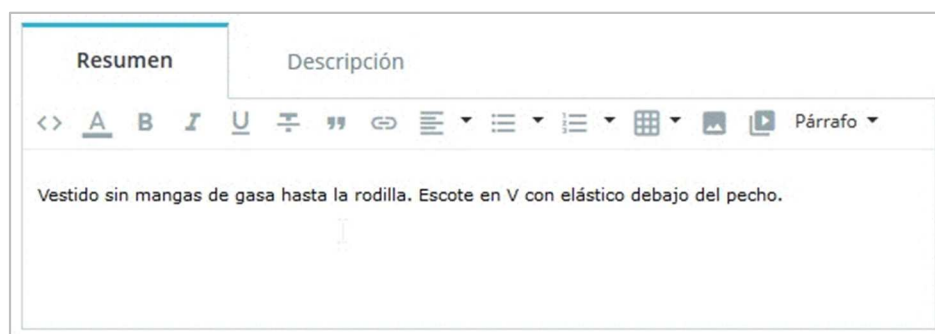 Resumen Descripción
A B I U Párrafo
Vestido sin mangas de gasa hasta la rodilla. Escote en V con elástico debajo del pecho.